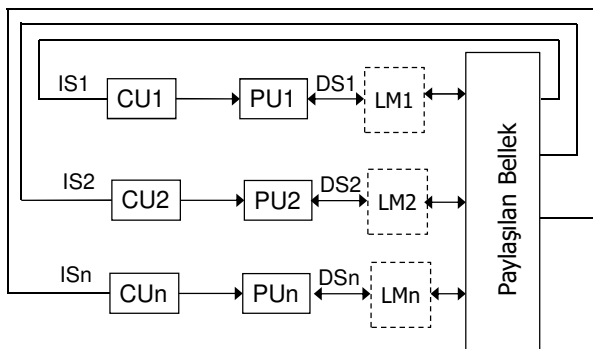 IS1 CU1 PU1 DS1 LM1
IS2 CU2 PU2 DS2 LM2
ISn CUn PUn DSn LMn
Paylaşılan Bellek